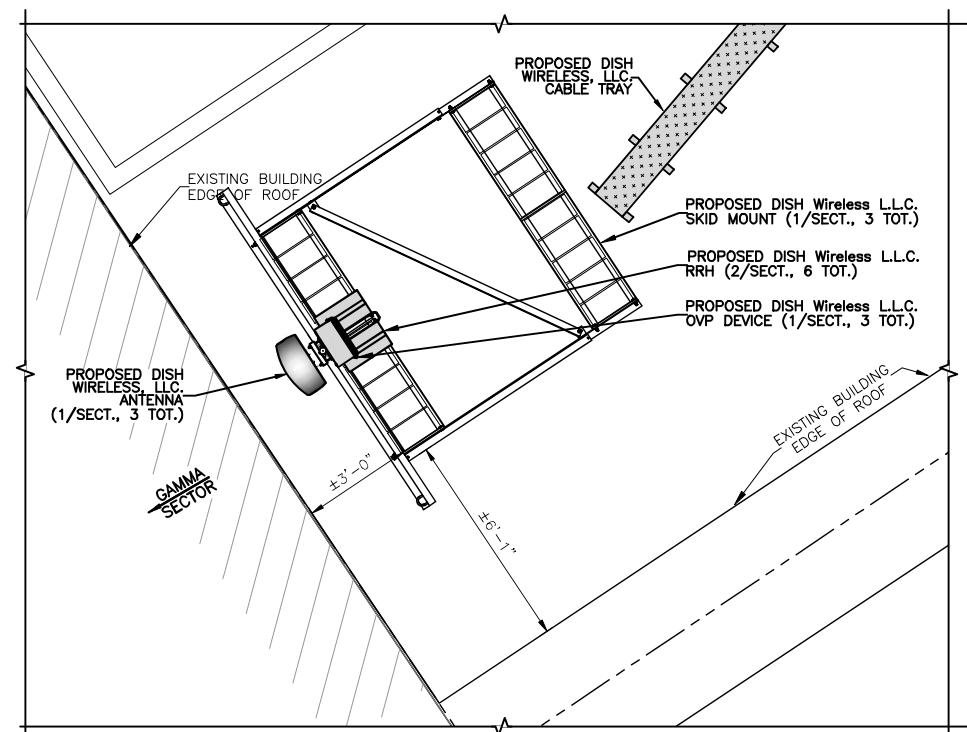 PROPOSED DISH
WIRELESS, LLC.
CABLE TRAY
EXISTING BUILDING
EDGE OF ROOF
PROPOSED DISH Wireless L.L.C.
SKID MOUNT (1/SECT., 3 TOT.)
PROPOSED DISH Wireless L.L.C.
RRH (2/SECT., 6 TOT.)
PROPOSED DISH Wireless L.L.C.
OVP DEVICE (1/SECT., 3 TOT.)
PROPOSED DISH
WIRELESS, LLC.
ANTENNA
(1/SECT., 3 TOT.)
EXISTING BUILDING
EDGE OF ROOF
GAMMA
SECTOR
±3'-0"
±6'-1"